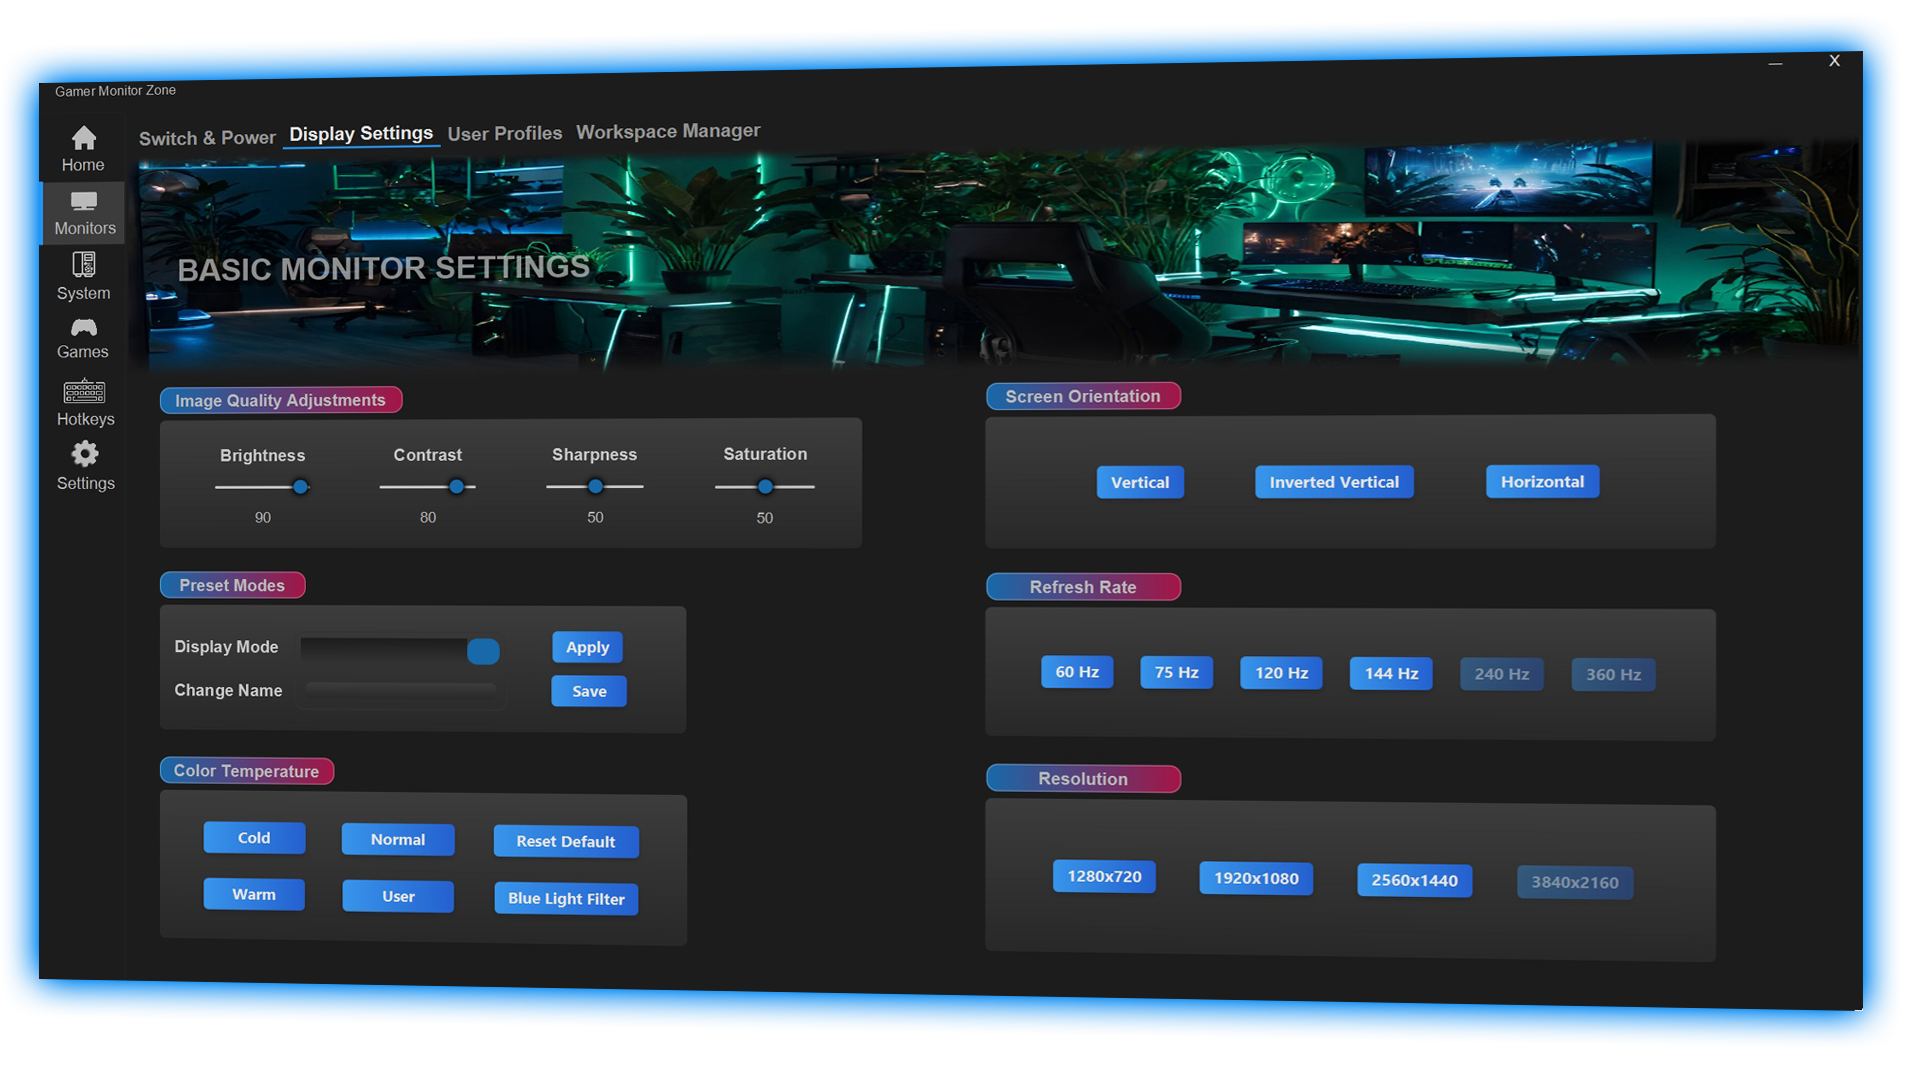 Gamer Monitor Zone
— X
Switch & Power Display Settings User Profiles Workspace Manager
Home
Monitors
System
Games
Hotkeys
Settings
BASIC MONITOR SETTINGS
Image Quality Adjustments
Brightness Contrast Sharpness Saturation
90 80 50 50
Preset Modes
Display Mode Apply
Change Name Save
Color Temperature
Cold Normal Reset Default
Warm User Blue Light Filter
Screen Orientation
Vertical Inverted Vertical Horizontal
Refresh Rate
60 Hz 75 Hz 120 Hz 144 Hz 240 Hz 360 Hz
Resolution
1280x720 1920x1080 2560x1440 3840x2160